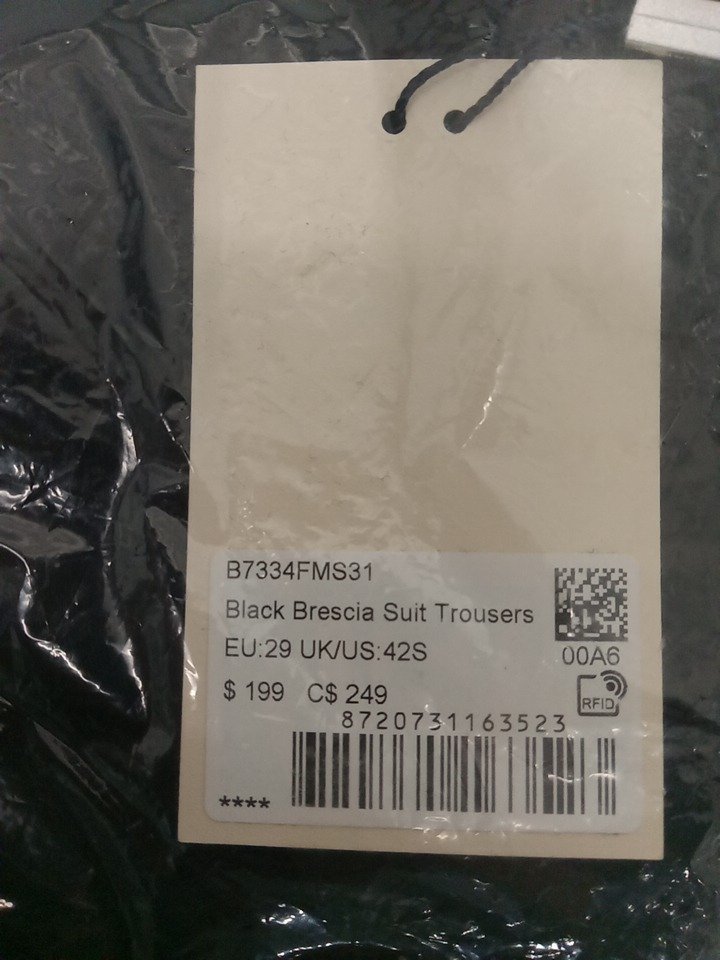 B7334FMS31
Black Brescia Suit Trousers
EU:29 UK/US:42S
00A6
$ 199 C$ 249
RFID
8720731163523
****